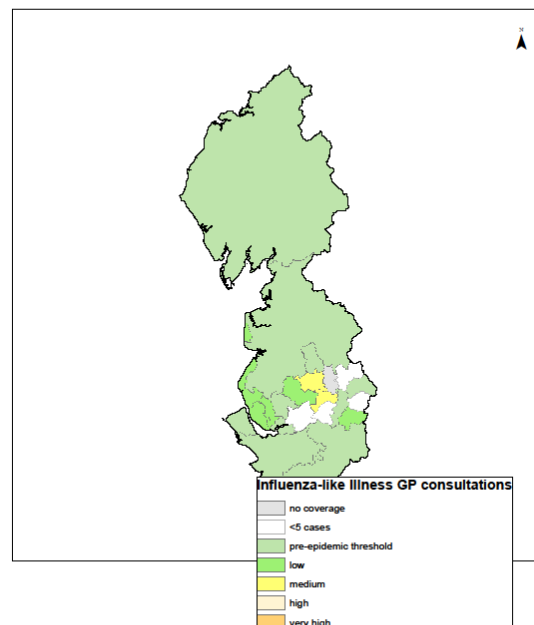 N
Influenza-like Illness GP consultations
no coverage
<5 cases
pre-epidemic threshold
low
medium
high
very high